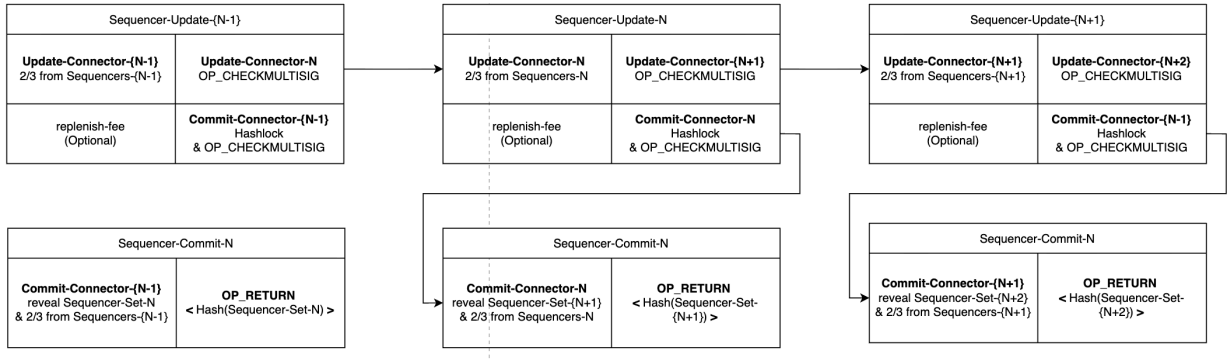 Sequencer-Update-{N-1}
Update-Connector-{N-1}
2/3 from Sequencers-{N-1}
Update-Connector-N
OP_CHECKMULTISIG
replenish-fee
(Optional)
Commit-Connector-{N-1}
Hashlock
& OP_CHECKMULTISIG
Sequencer-Update-N
Update-Connector-N
2/3 from Sequencers-N
Update-Connector-{N+1}
OP_CHECKMULTISIG
replenish-fee
(Optional)
Commit-Connector-N
Hashlock
& OP_CHECKMULTISIG
Sequencer-Update-{N+1}
Update-Connector-{N+1}
2/3 from Sequencers-{N+1}
Update-Connector-{N+2}
OP_CHECKMULTISIG
replenish-fee
(Optional)
Commit-Connector-{N-1}
Hashlock
& OP_CHECKMULTISIG
Sequencer-Commit-N
Commit-Connector-{N-1}
reveal Sequencer-Set-N
& 2/3 from Sequencers-{N-1}
OP_RETURN
< Hash(Sequencer-Set-N) >
Sequencer-Commit-N
Commit-Connector-N
reveal Sequencer-Set-{N+1}
& 2/3 from Sequencers-N
OP_RETURN
< Hash(Sequencer-Set-
{N+1}) >
Sequencer-Commit-N
Commit-Connector-{N+1}
reveal Sequencer-Set-{N+2}
& 2/3 from Sequencers-{N+1}
OP_RETURN
< Hash(Sequencer-Set-
{N+2}) >